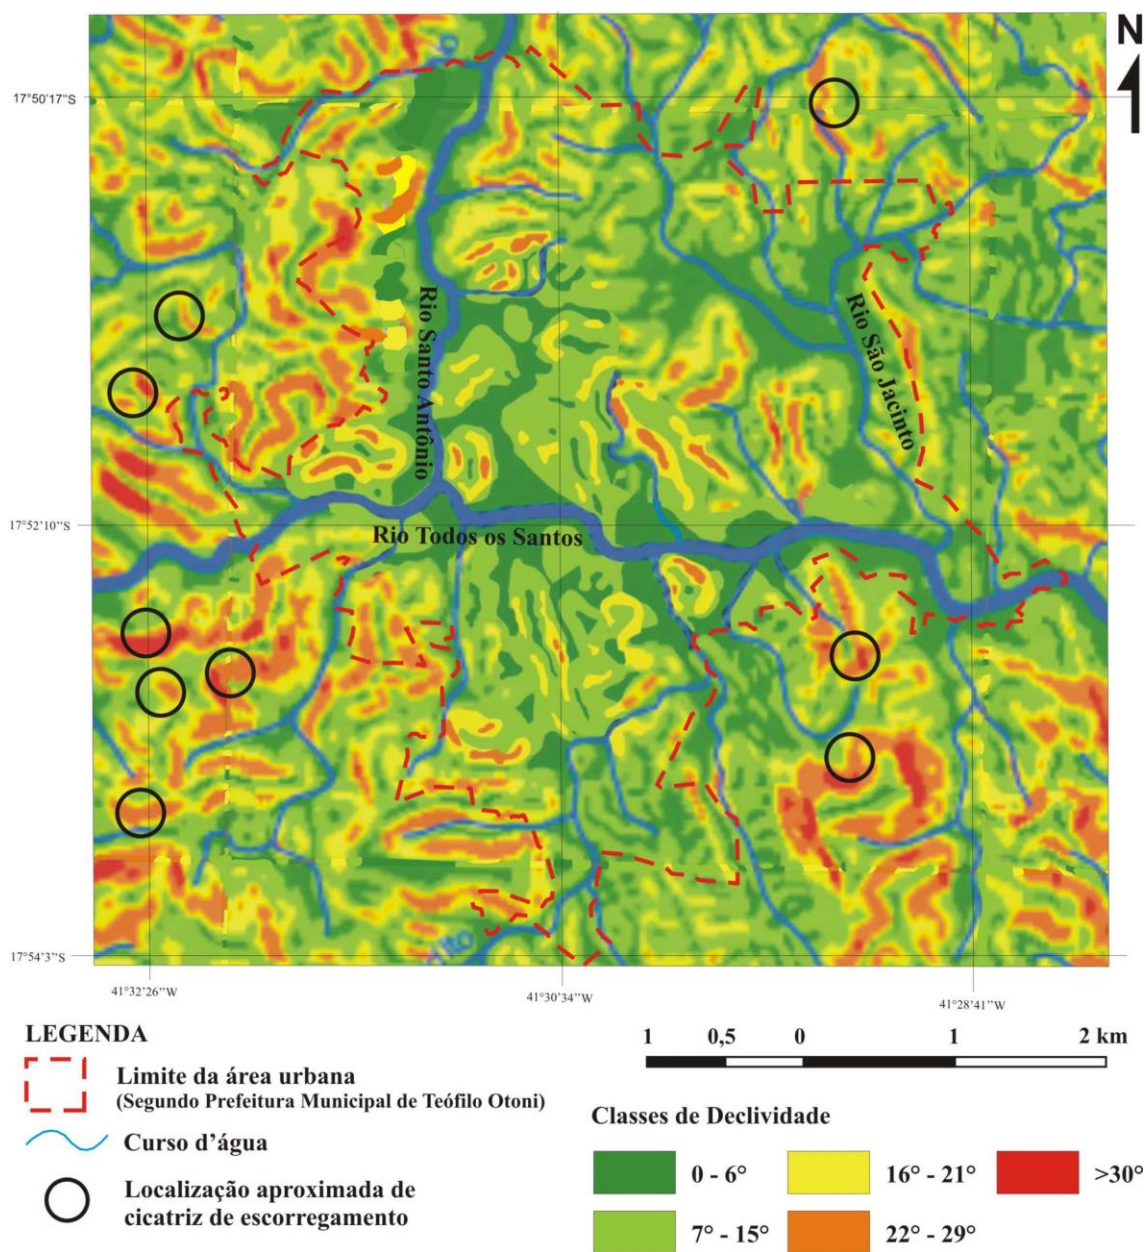 N
17°50'17"S
Rio Santo Antônio
Rio São Jacinto
17°52'10"S
Rio Todos os Santos
17°54'3"S
41°32'26"W
41°30'34"W
41°28'41"W
LEGENDA
Limite da área urbana
(Segundo Prefeitura Municipal de Teófilo Otoni)
Curso d'água
Localização aproximada de
cicatriz de escorregamento
1 0,5 0 1 2 km
Classes de Declividade
0 - 6° 16° - 21° >30°
7° - 15° 22° - 29°